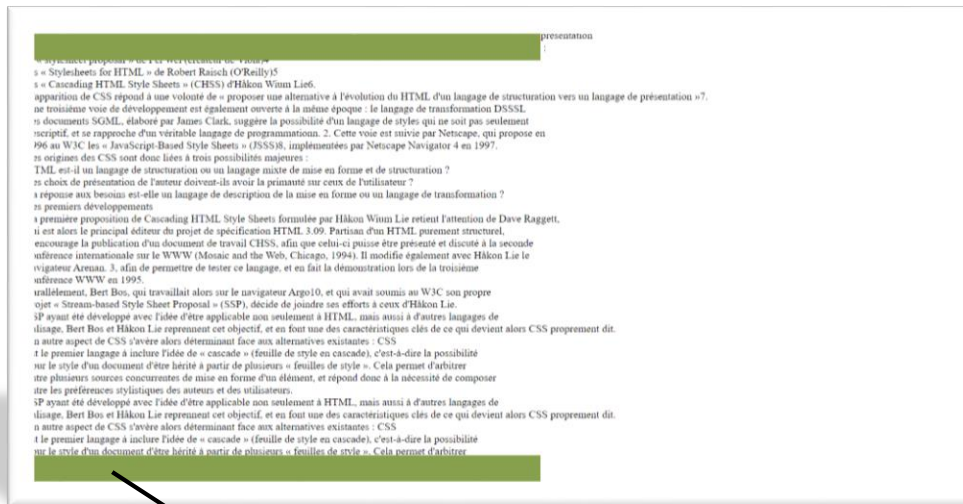 presentation
:
« stylesheet proposal » de Pei Wei (créateur de Viola)4
s « Stylesheets for HTML » de Robert Raisch (O'Reilly)5
s « Cascading HTML Style Sheets » (CHSS) d'Håkon Wium Lie6.
apparition de CSS répond à une volonté de « proposer une alternative à l'évolution du HTML d'un langage de structuration vers un langage de présentation »7.
ne troisième voie de développement est également ouverte à la même époque : le langage de transformation DSSSL
es documents SGML, élaboré par James Clark, suggère la possibilité d'un langage de styles qui ne soit pas seulement
escriptif, et se rapproche d'un véritable langage de programmationn. 2. Cette voie est suivie par Netscape, qui propose en
996 au W3C les « JavaScript-Based Style Sheets » (JSSS)8, implémentées par Netscape Navigator 4 en 1997.
es origines des CSS sont donc liées à trois possibilités majeures :
TML est-il un langage de structuration ou un langage mixte de mise en forme et de structuration ?
es choix de présentation de l'auteur doivent-ils avoir la primauté sur ceux de l'utilisateur ?
a réponse aux besoins est-elle un langage de description de la mise en forme ou un langage de transformation ?
es premiers développements
a première proposition de Cascading HTML Style Sheets formulée par Håkon Wium Lie retient l'attention de Dave Raggett,
ui est alors le principal éditeur du projet de spécification HTML 3.09. Partisan d'un HTML purement structurel,
encourage la publication d'un document de travail CHSS, afin que celui-ci puisse être présenté et discuté à la seconde
onférence internationale sur le WWW (Mosaic and the Web, Chicago, 1994). Il modifie également avec Håkon Lie le
avigateur Arenan. 3, afin de permettre de tester ce langage, et en fait la démonstration lors de la troisième
onférence WWW en 1995.
arallèlement, Bert Bos, qui travaillait alors sur le navigateur Argo10, et qui avait soumis au W3C son propre
ojet « Stream-based Style Sheet Proposal » (SSP), décide de joindre ses efforts à ceux d'Håkon Lie.
SP ayant été développé avec l'idée d'être applicable non seulement à HTML, mais aussi à d'autres langages de
alisage, Bert Bos et Håkon Lie reprennent cet objectif, et en font une des caractéristiques clés de ce qui devient alors CSS proprement dit.
n autre aspect de CSS s'avère alors déterminant face aux alternatives existantes : CSS
t le premier langage à inclure l'idée de « cascade » (feuille de style en cascade), c'est-à-dire la possibilité
our le style d'un document d'être hérité à partir de plusieurs « feuilles de style ». Cela permet d'arbitrer
ntre plusieurs sources concurrentes de mise en forme d'un élément, et répond donc à la nécessité de composer
ntre les préférences stylistiques des auteurs et des utilisateurs.
SP ayant été développé avec l'idée d'être applicable non seulement à HTML, mais aussi à d'autres langages de
alisage, Bert Bos et Håkon Lie reprennent cet objectif, et en font une des caractéristiques clés de ce qui devient alors CSS proprement dit.
n autre aspect de CSS s'avère alors déterminant face aux alternatives existantes : CSS
t le premier langage à inclure l'idée de « cascade » (feuille de style en cascade), c'est-à-dire la possibilité
our le style d'un document d'être hérité à partir de plusieurs « feuilles de style ». Cela permet d'arbitrer